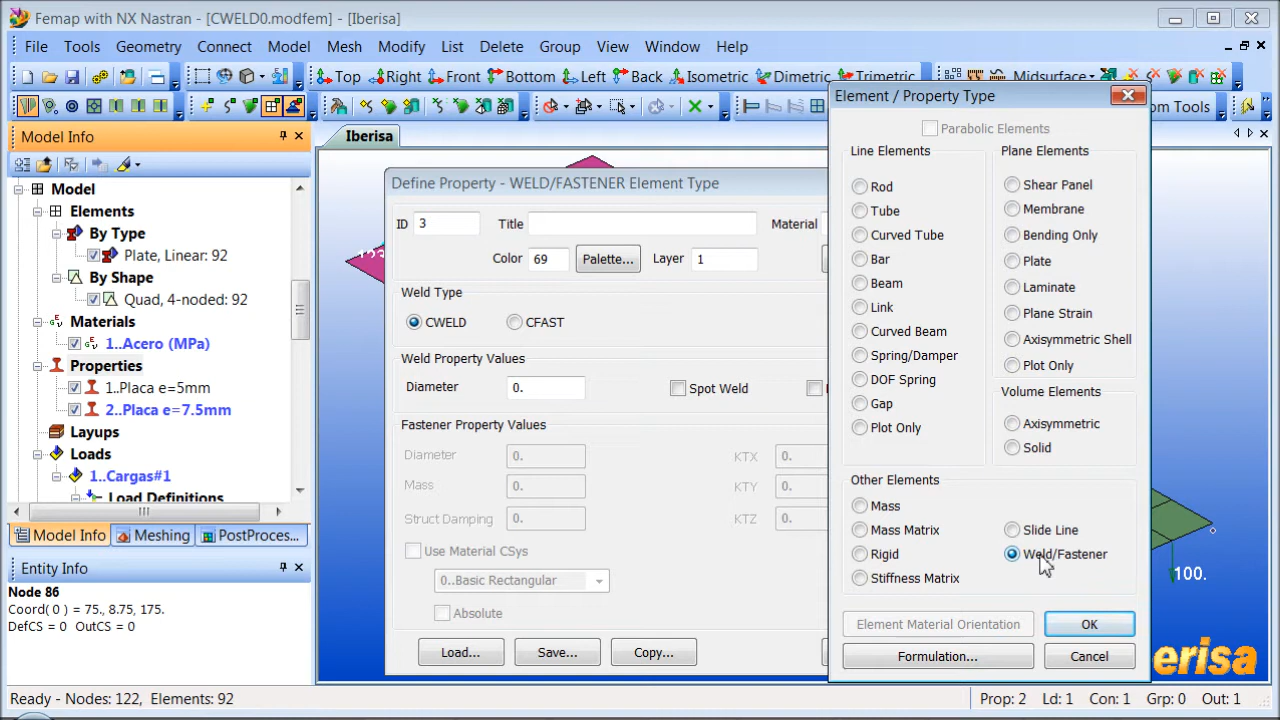 Femap with NX Nastran - [CWELD0.modfem] - [Iberisa]
File Tools Geometry Connect Model Mesh Modify List Delete Group View Window Help
Top Right Front Bottom Left Back Isometric Dimetric Trimetric Midsurface
om Tools
Model Info
Iberisa
Model
Elements
By Type
Plate, Linear: 92
By Shape
Quad, 4-noded: 92
Materials
1..Acero (MPa)
Properties
1..Placa e=5mm
2..Placa e=7.5mm
Layups
Loads
1..Cargas#1
Load Definitions
Model Info Meshing PostProces...
Entity Info
Node 86
Coord( 0 ) = 75., 8.75, 175.
DefCS = 0 OutCS = 0
Define Property - WELD/FASTENER Element Type
ID 3 Title Material
Color 69 Palette... Layer 1
Weld Type
CWELD CFAST
Weld Property Values
Diameter 0. Spot Weld
Fastener Property Values
Diameter 0. KTX 0.
Mass 0. KTY 0.
Struct Damping 0. KTZ 0.
Use Material CSys
0..Basic Rectangular
Absolute
Load... Save... Copy...
Element / Property Type
Parabolic Elements
Line Elements
Rod
Tube
Curved Tube
Bar
Beam
Link
Curved Beam
Spring/Damper
DOF Spring
Gap
Plot Only
Plane Elements
Shear Panel
Membrane
Bending Only
Plate
Laminate
Plane Strain
Axisymmetric Shell
Plot Only
Volume Elements
Axisymmetric
Solid
Other Elements
Mass
Mass Matrix
Rigid
Stiffness Matrix
Slide Line
Weld/Fastener
Element Material Orientation OK
Formulation... Cancel
100.
erisa
Ready - Nodes: 122, Elements: 92
Prop: 2 Ld: 1 Con: 1 Grp: 0 Out: 1